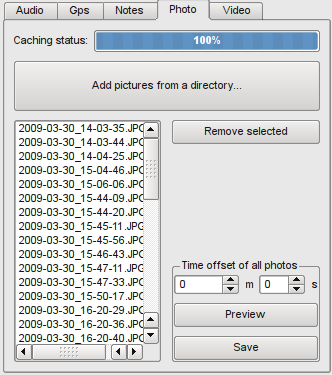 Audio Gps Notes Photo Video
Caching status: 100%
Add pictures from a directory...
2009-03-30_14-03-35.JPG
Remove selected
2009-03-30_14-03-44.JPG
2009-03-30_14-04-25.JPG
2009-03-30_15-04-46.JPG
2009-03-30_15-06-06.JPG
2009-03-30_15-44-09.JPG
2009-03-30_15-44-20.JPG
2009-03-30_15-45-11.JPG
2009-03-30_15-45-56.JPG
2009-03-30_15-46-43.JPG
2009-03-30_15-47-11.JPG
2009-03-30_15-47-33.JPG
2009-03-30_15-50-17.JPG
2009-03-30_16-20-29.JPG
2009-03-30_16-20-36.JPG
2009-03-30_16-20-40.JPG
Time offset of all photos
0 m 0 s
Preview
Save